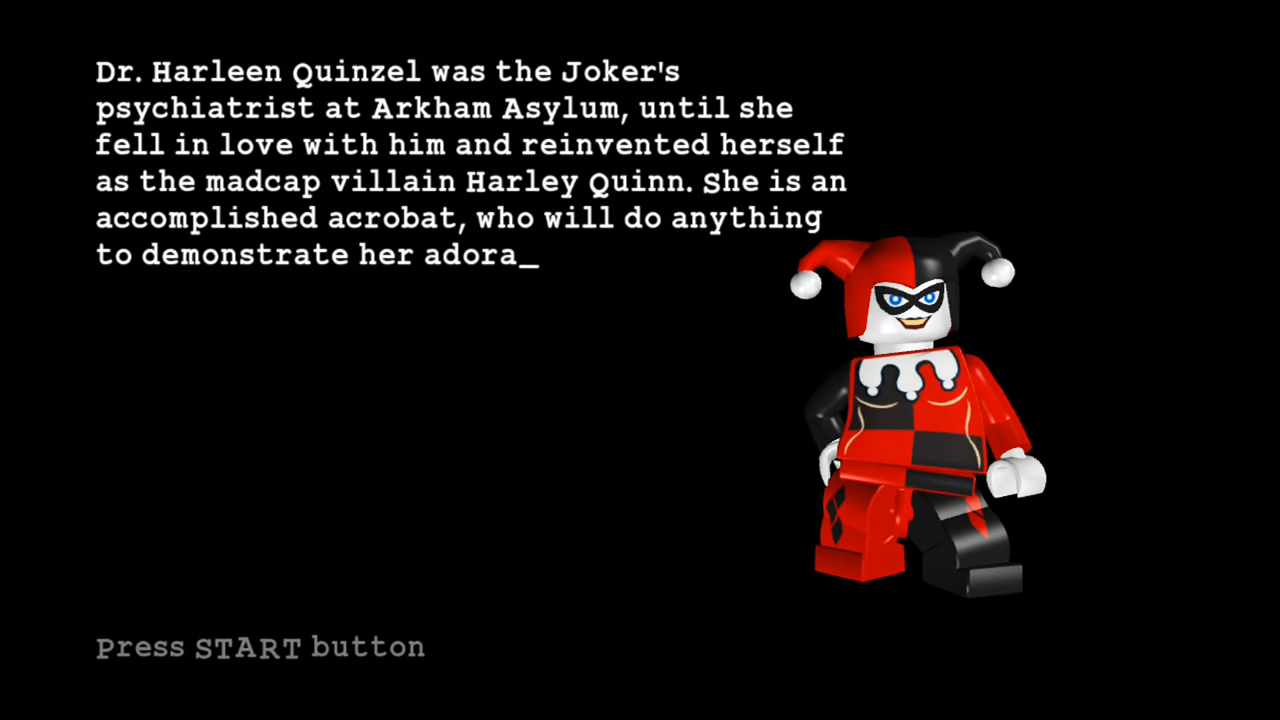 Dr. Harleen Quinzel was the Joker's
psychiatrist at Arkham Asylum, until she
fell in love with him and reinvented herself
as the madcap villain Harley Quinn. She is an
accomplished acrobat, who will do anything
to demonstrate her adora_
Press START button